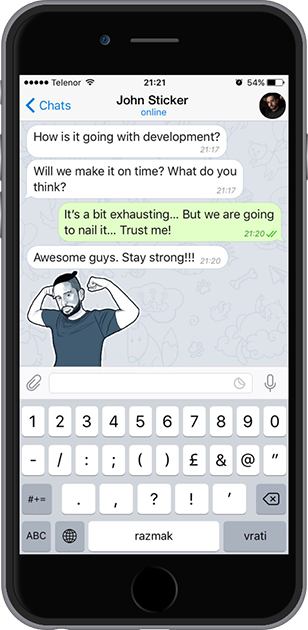 Telenor 21:21 54%
Chats John Sticker
online
How is it going with development?
21:17
Will we make it on time? What do you
think? 21:17
It's a bit exhausting... But we are going
to nail it... Trust me! 21:20
Awesome guys. Stay strong!!! 21:20
1 2 3 4 5 6 7 8 9 0
- / : ; ( ) £ & @ "
#+= . , ? ! '
ABC razmak vrati